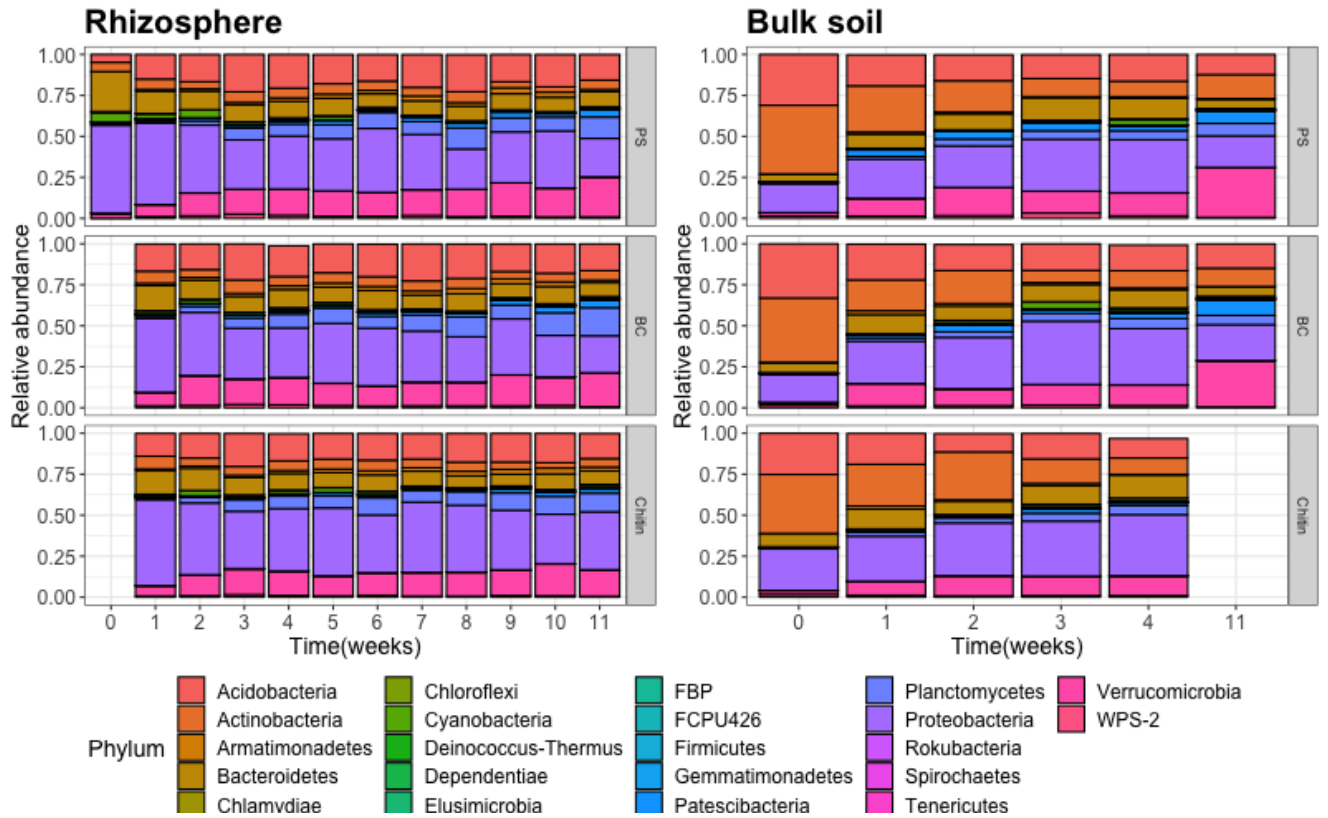 Rhizosphere
Bulk soil
Relative abundance
1.00
0.75
0.50
0.25
0.00
PS
1.00
0.75
0.50
0.25
0.00
BC
1.00
0.75
0.50
0.25
0.00
Chitin
0 1 2 3 4 5 6 7 8 9 10 11
Time(weeks)
Relative abundance
1.00
0.75
0.50
0.25
0.00
PS
1.00
0.75
0.50
0.25
0.00
BC
1.00
0.75
0.50
0.25
0.00
Chitin
0 1 2 3 4 11
Time(weeks)
Phylum
Acidobacteria
Actinobacteria
Armatimonadetes
Bacteroidetes
Chlamydiae
Chloroflexi
Cyanobacteria
Deinococcus-Thermus
Dependentiae
Elusimicrobia
FBP
FCPU426
Firmicutes
Gemmatimonadetes
Patescibacteria
Planctomycetes
Proteobacteria
Rokubacteria
Spirochaetes
Tenericutes
Verrucomicrobia
WPS-2